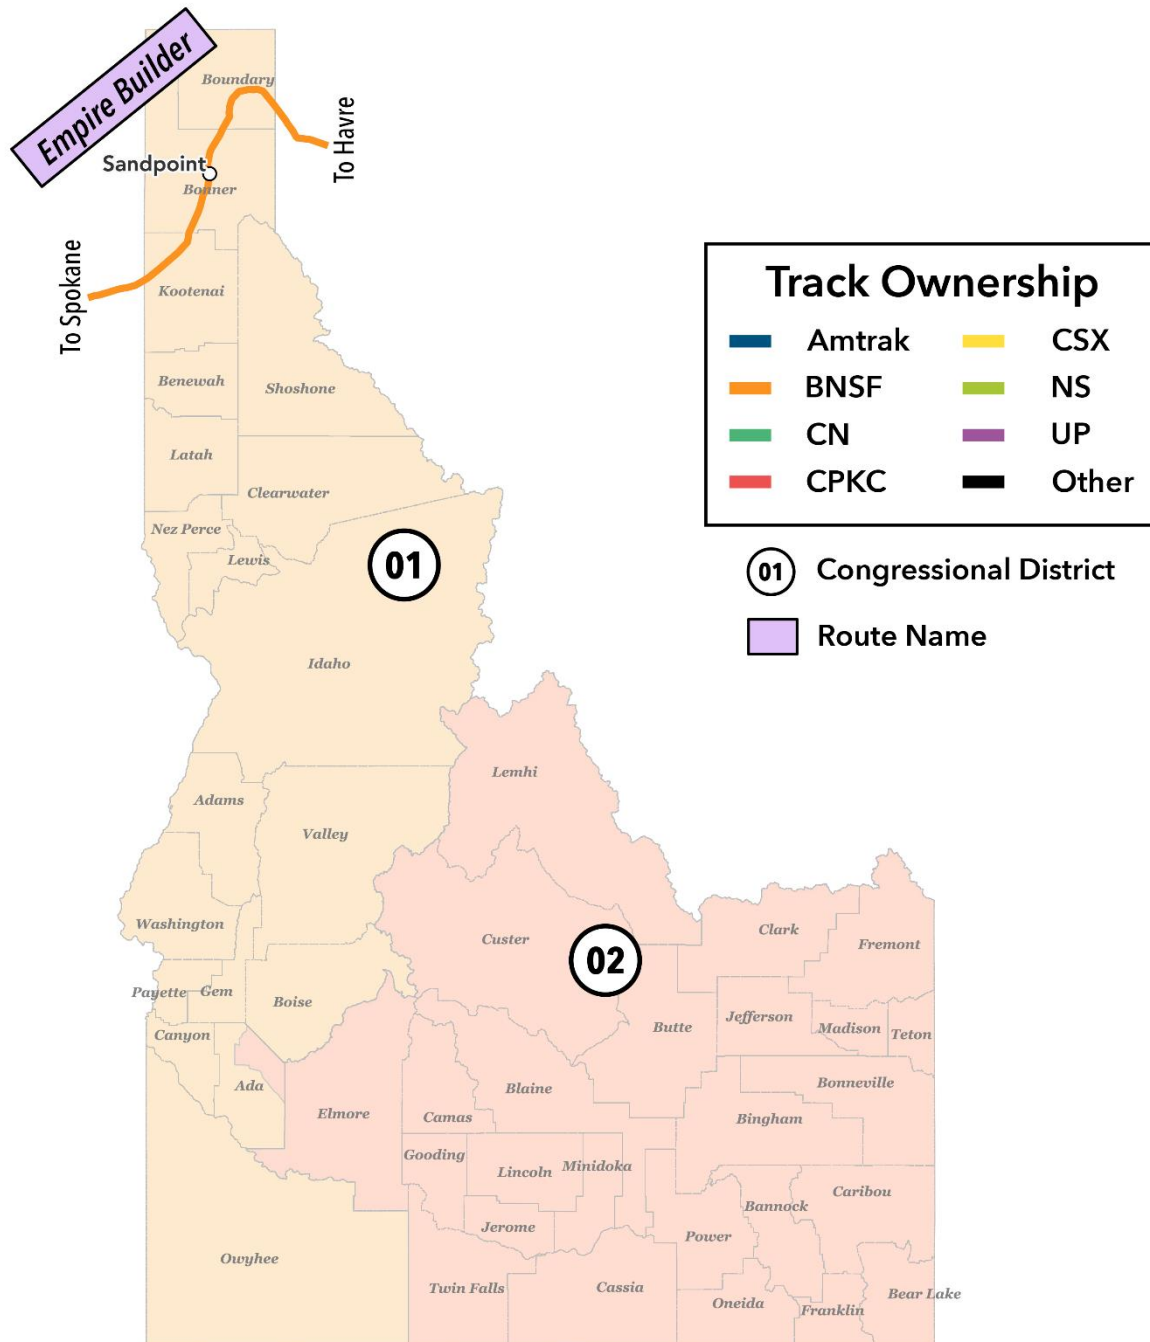 Empire Builder
Boundary
To Havre
Sandpoint
Bonner
To Spokane
Kootenai
Benewah
Shoshone
Latah
Clearwater
Nez Perce
Lewis
01
Idaho
Lemhi
Adams
Valley
Washington
Custer
02
Clark
Fremont
Payette
Gem
Boise
Butte
Jefferson
Madison
Teton
Canyon
Ada
Elmore
Camas
Blaine
Bonneville
Bingham
Gooding
Lincoln
Minidoka
Caribou
Bannock
Jerome
Power
Owyhee
Twin Falls
Cassia
Oneida
Franklin
Bear Lake
Track Ownership
Amtrak
CSX
BNSF
NS
CN
UP
CPKC
Other
01 Congressional District
Route Name